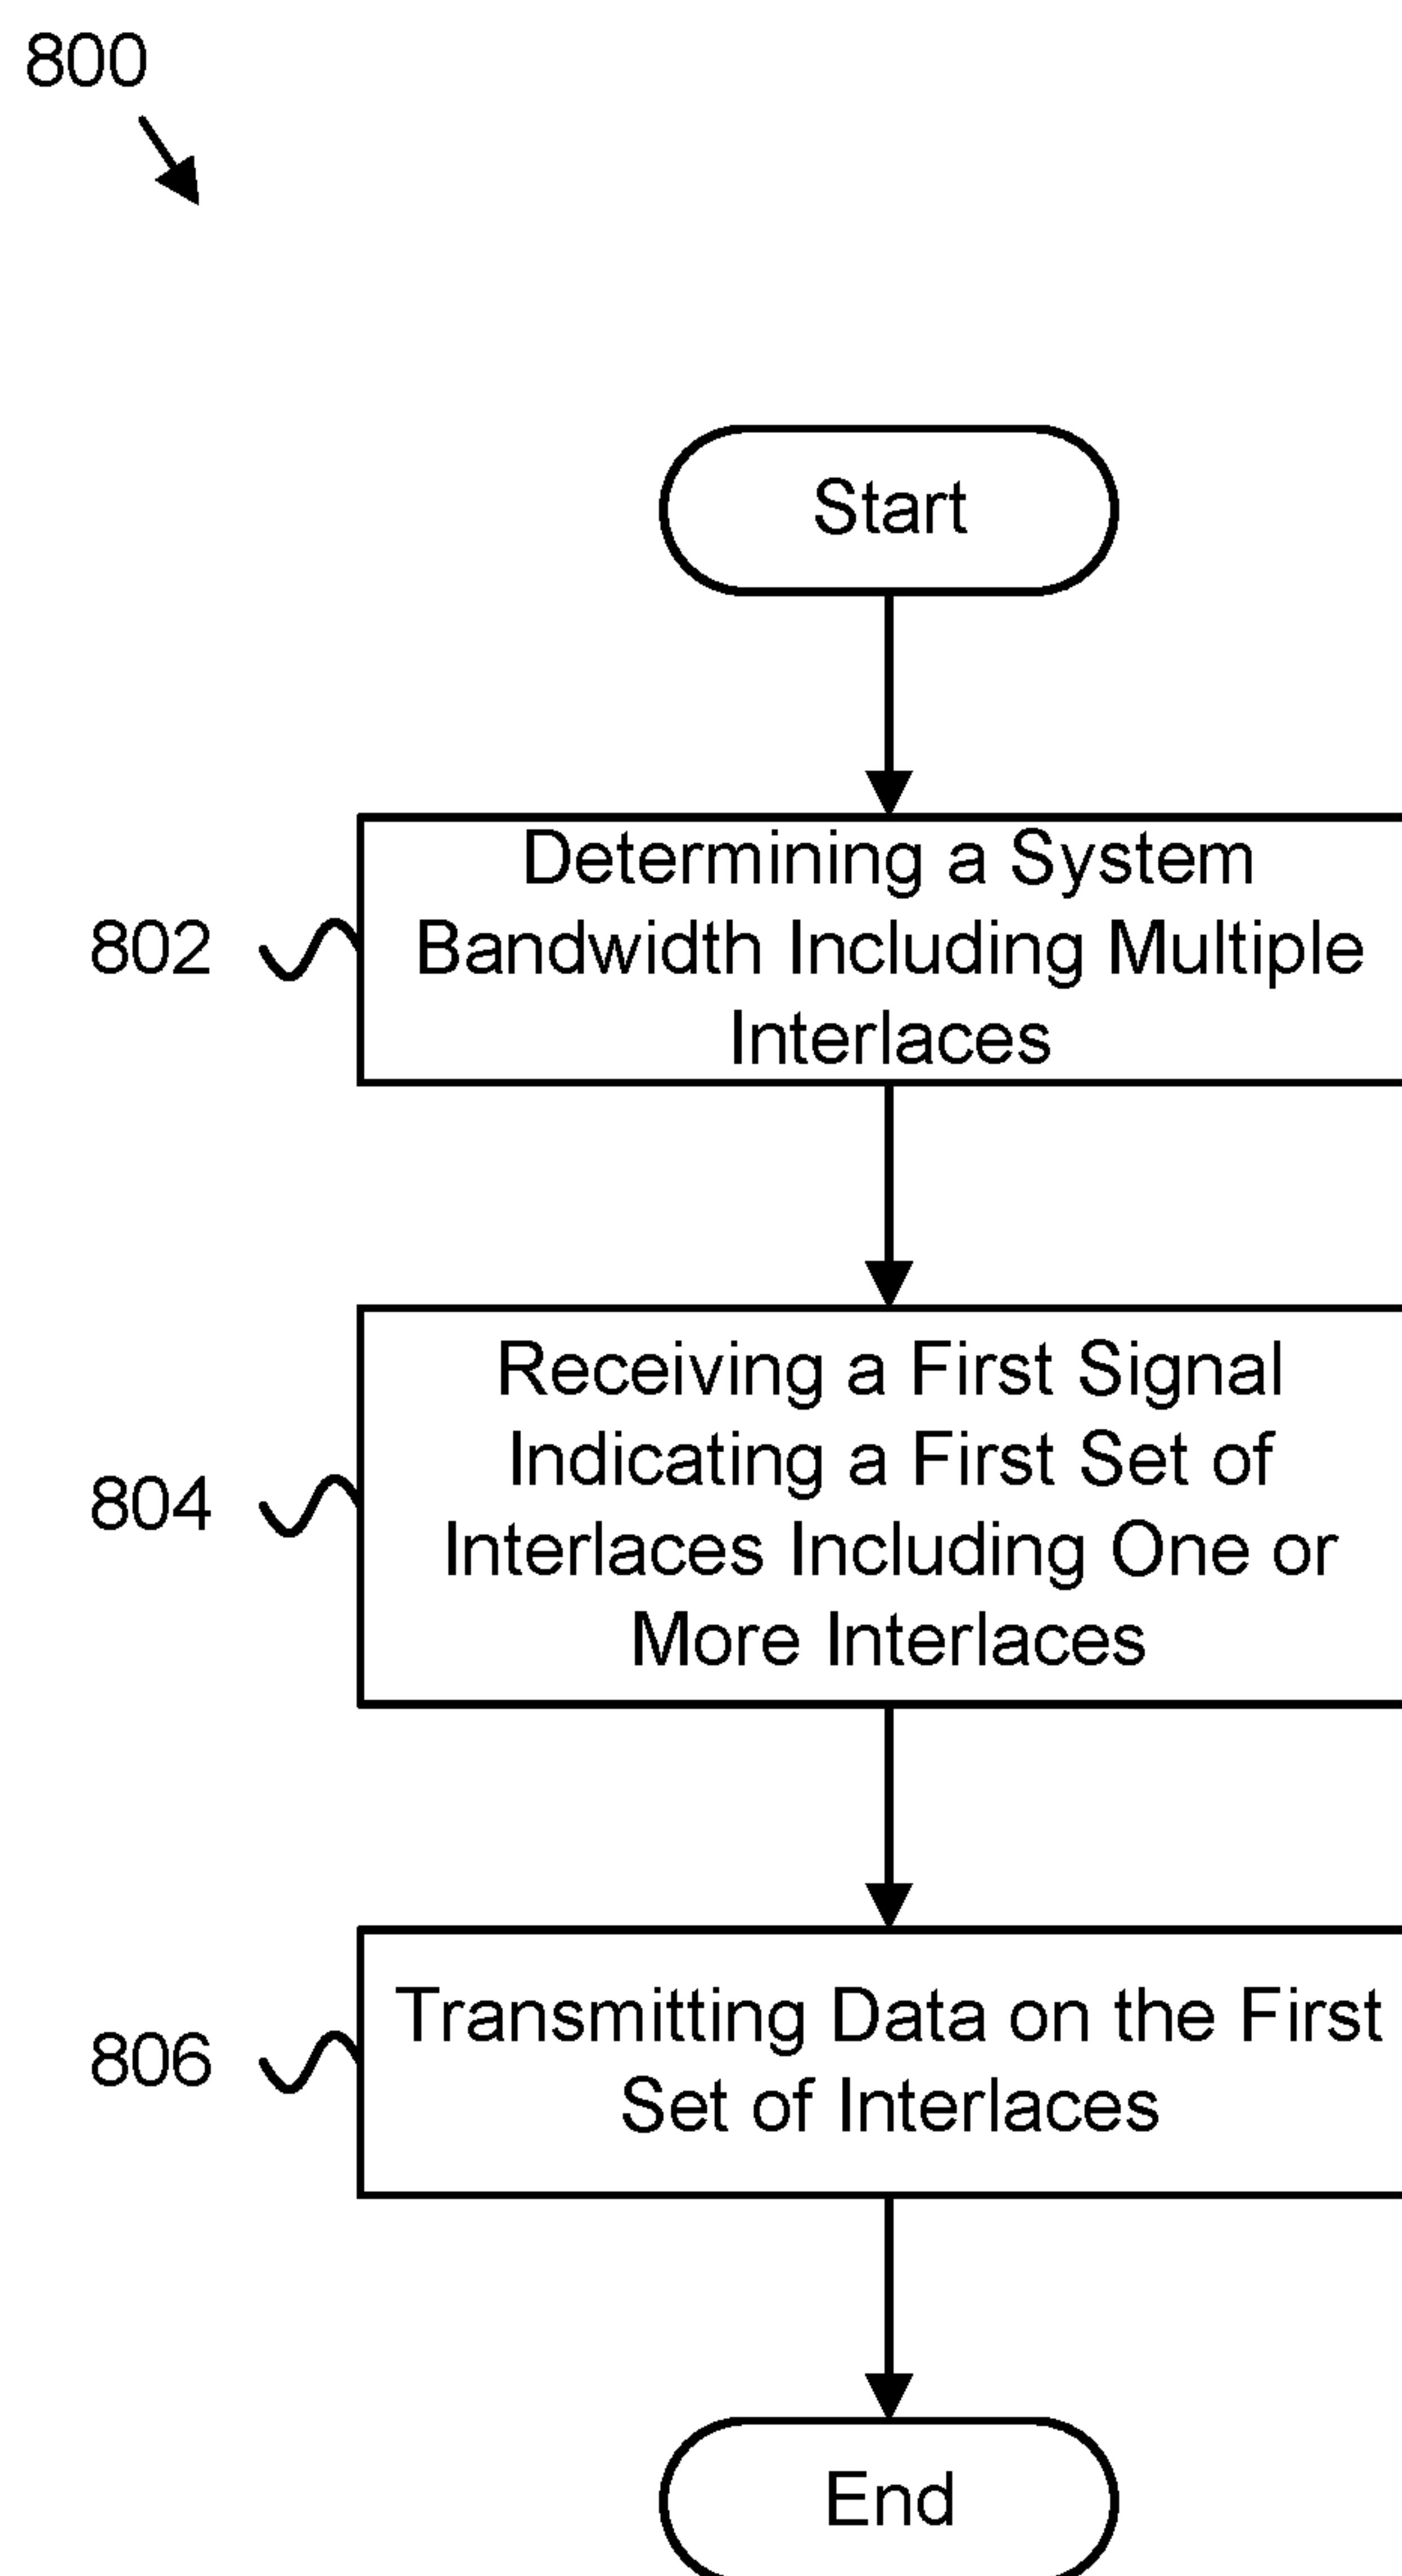 800
Start
802
Determining a System
Bandwidth Including Multiple
Interlaces
804
Receiving a First Signal
Indicating a First Set of
Interlaces Including One or
More Interlaces
806
Transmitting Data on the First
Set of Interlaces
End